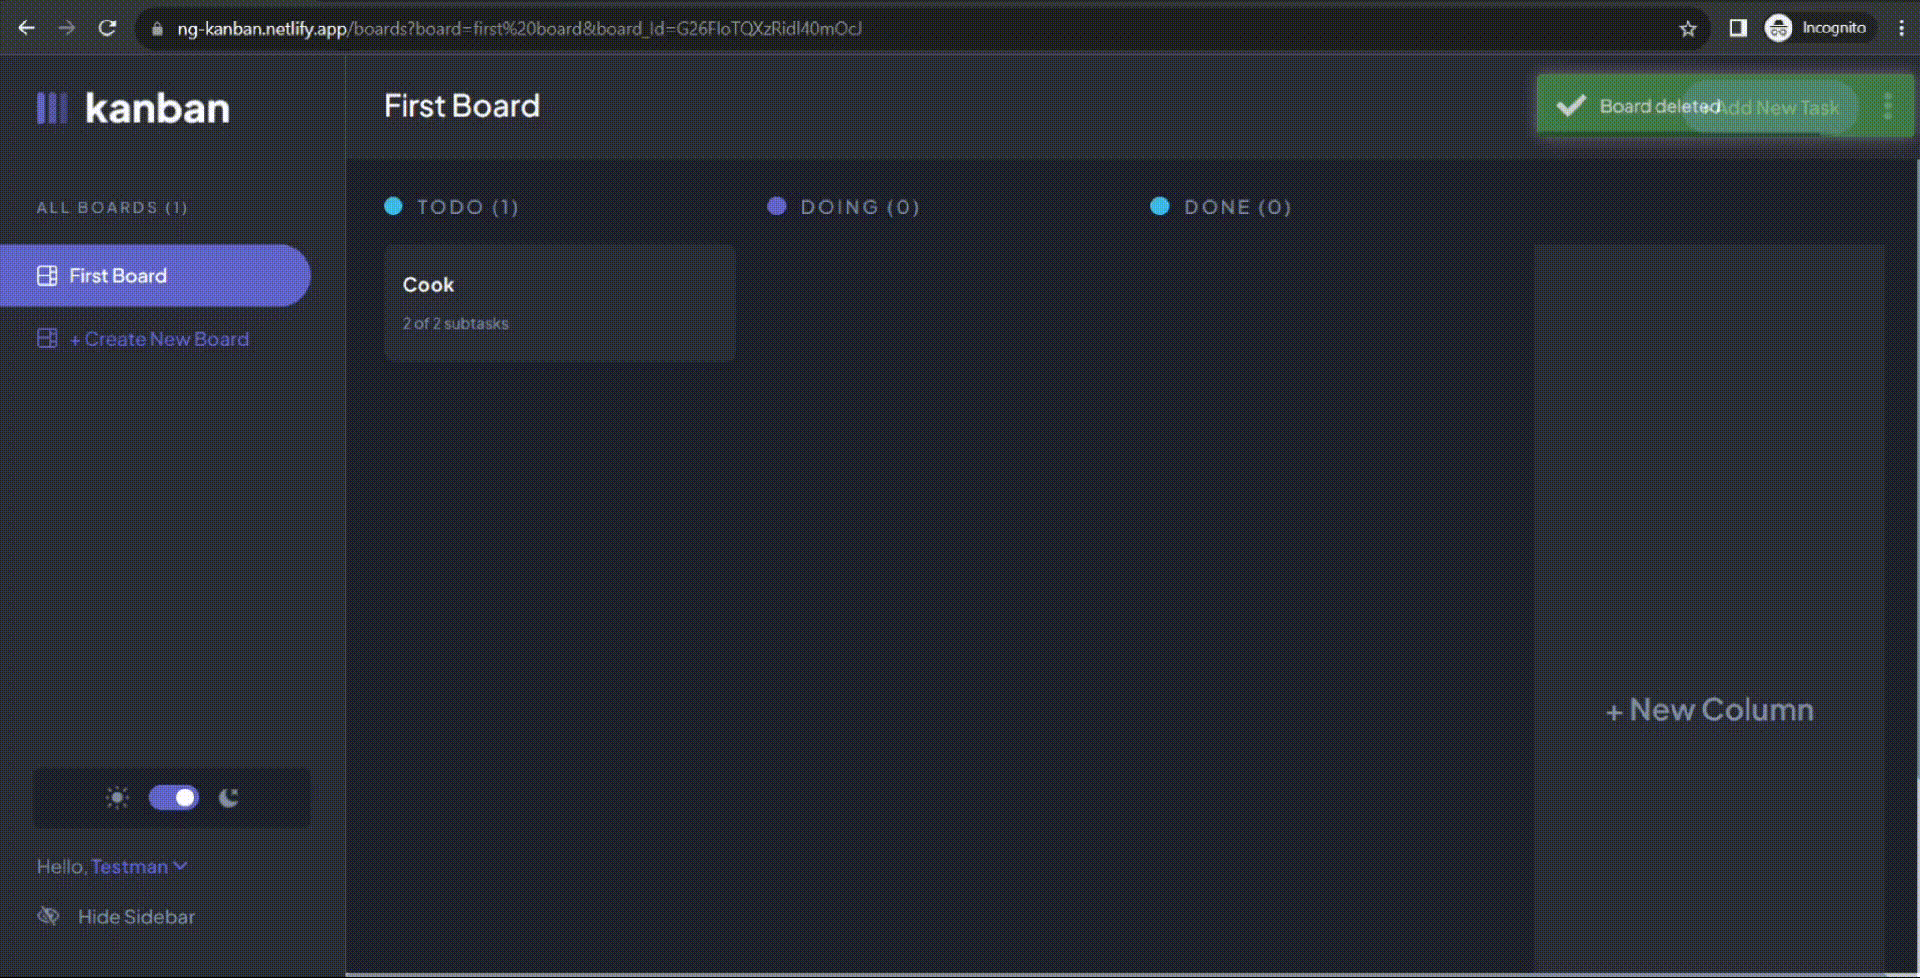 ng-kanban.netlify.app/boards?board=first%20board&board_Id=G26FIoTQXzRidl40mOcJ
Incognito
kanban
First Board
Board deleted
Add New Task
ALL BOARDS (1)
TODO (1)
DOING (0)
DONE (0)
First Board
+ Create New Board
Cook
2 of 2 subtasks
+ New Column
Hello, Testman
Hide Sidebar